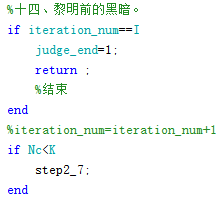 %十四、黎明前的黑暗。
if iteration_num==I
judge_end=1;
return ;
%结束
end
%iteration_num=iteration_num+1
if Nc<K
step2_7;
end